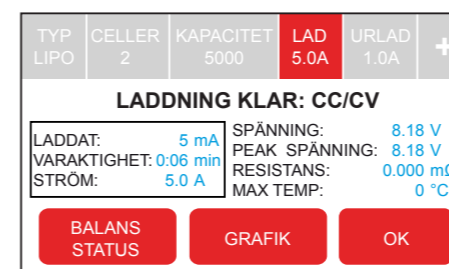 TYP CELLER KAPACITET LAD URLAD +
LIPO 2 5000 5.0A 1.0A
LADDNING KLAR: CC/CV
LADDAT: 5 mA
VARAKTIGHET: 0:06 min
STRÖM: 5.0 A
SPÄNNING: 8.18 V
PEAK SPÄNNING: 8.18 V
RESISTANS: 0.000 mΩ
MAX TEMP: 0 °C
BALANS
STATUS
GRAFIK
OK